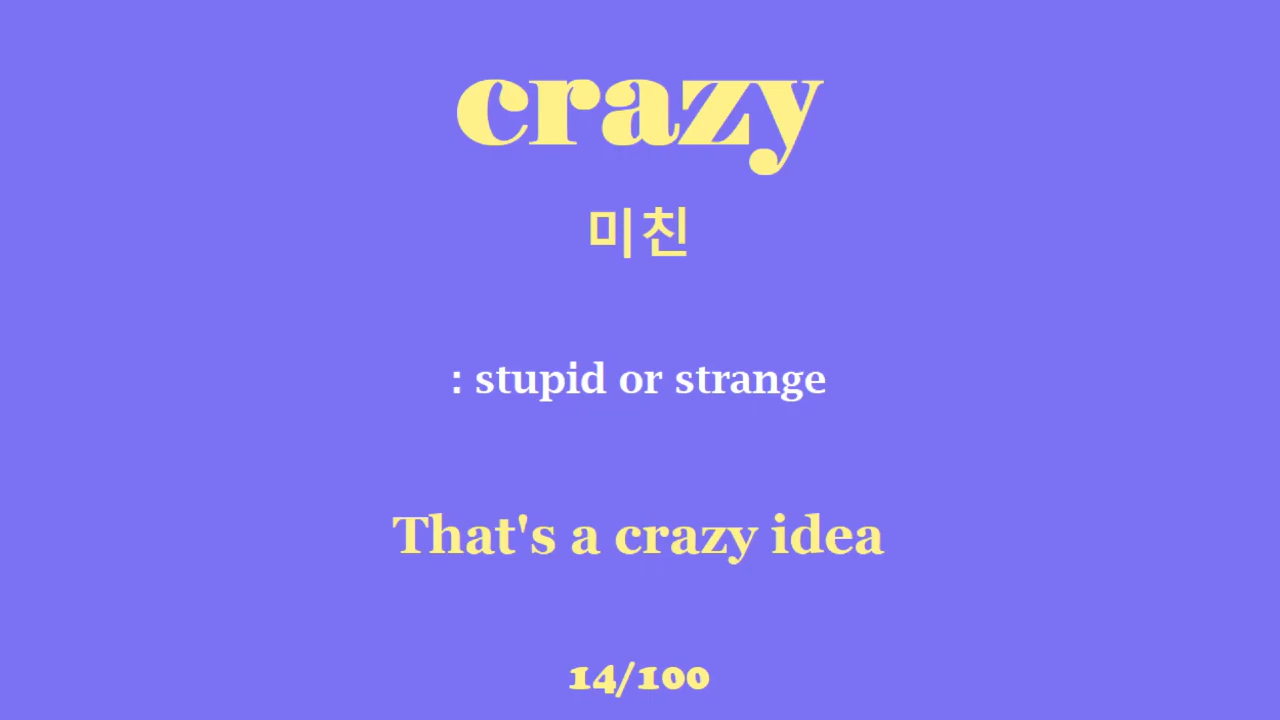 crazy
미친
: stupid or strange
That's a crazy idea
14/100